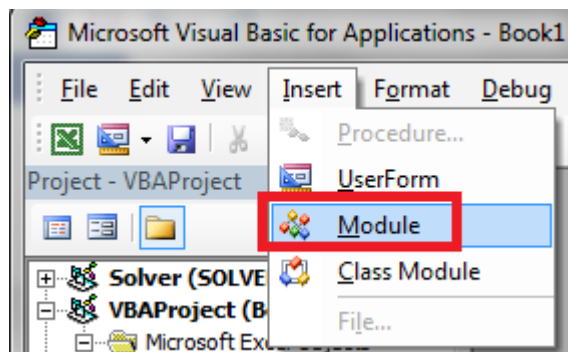 Microsoft Visual Basic for Applications - Book1
File Edit View Insert Format Debug
Procedure...
Project - VBAProject
UserForm
Module
Solver (SOLVE
Class Module
VBAProject (B
File...
Microsoft Ex